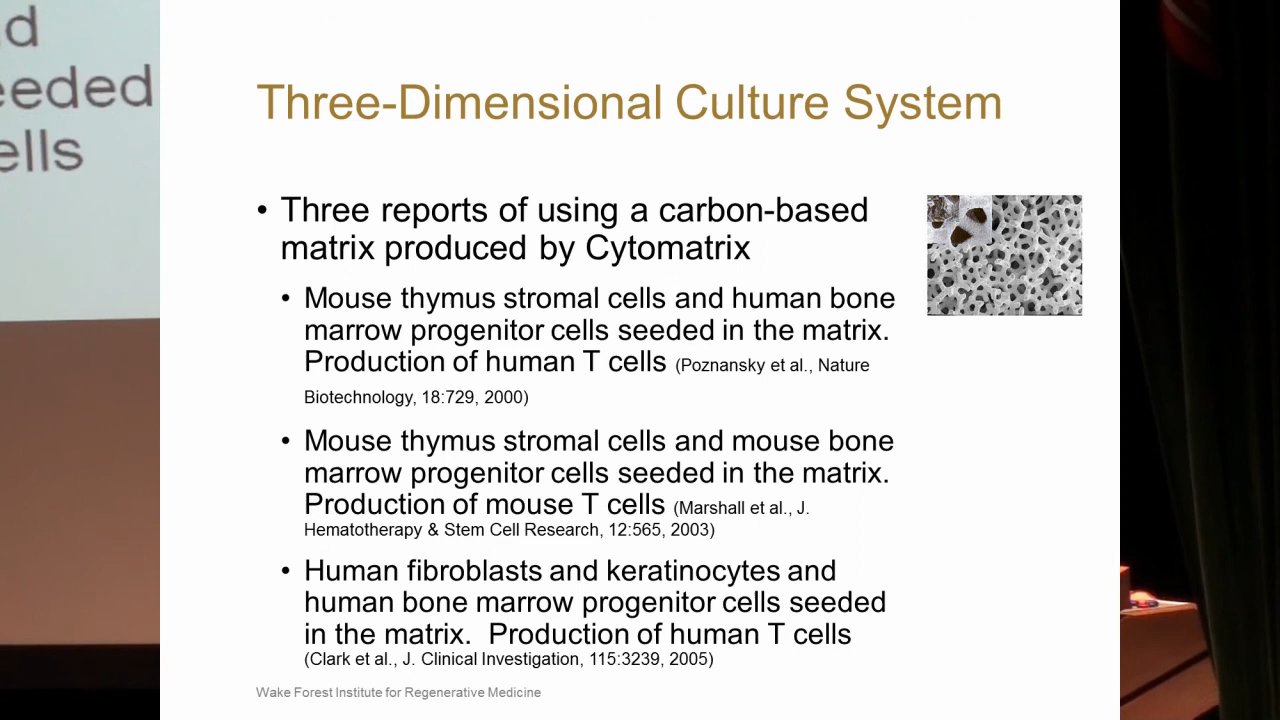 Three-Dimensional Culture System
• Three reports of using a carbon-based
matrix produced by Cytomatrix
• Mouse thymus stromal cells and human bone
marrow progenitor cells seeded in the matrix.
Production of human T cells (Poznansky et al., Nature
Biotechnology, 18:729, 2000)
• Mouse thymus stromal cells and mouse bone
marrow progenitor cells seeded in the matrix.
Production of mouse T cells (Marshall et al., J.
Hematotherapy & Stem Cell Research, 12:565, 2003)
• Human fibroblasts and keratinocytes and
human bone marrow progenitor cells seeded
in the matrix.  Production of human T cells
(Clark et al., J. Clinical Investigation, 115:3239, 2005)
Wake Forest Institute for Regenerative Medicine